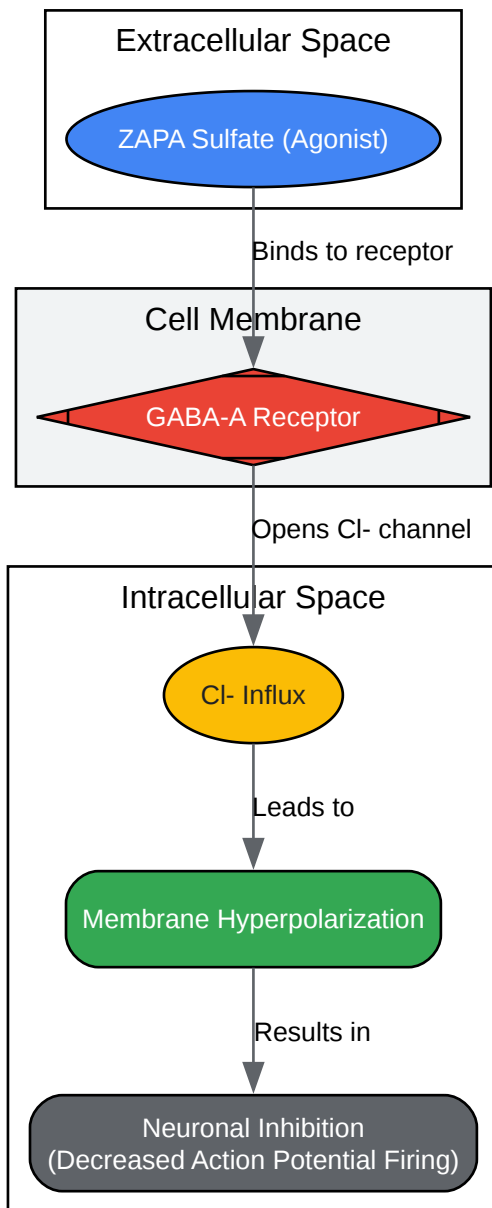 Extracellular Space
ZAPA Sulfate (Agonist)
Binds to receptor
Cell Membrane
GABA-A Receptor
Opens Cl- channel
Intracellular Space
Cl- Influx
Leads to
Membrane Hyperpolarization
Results in
Neuronal Inhibition
(Decreased Action Potential Firing)